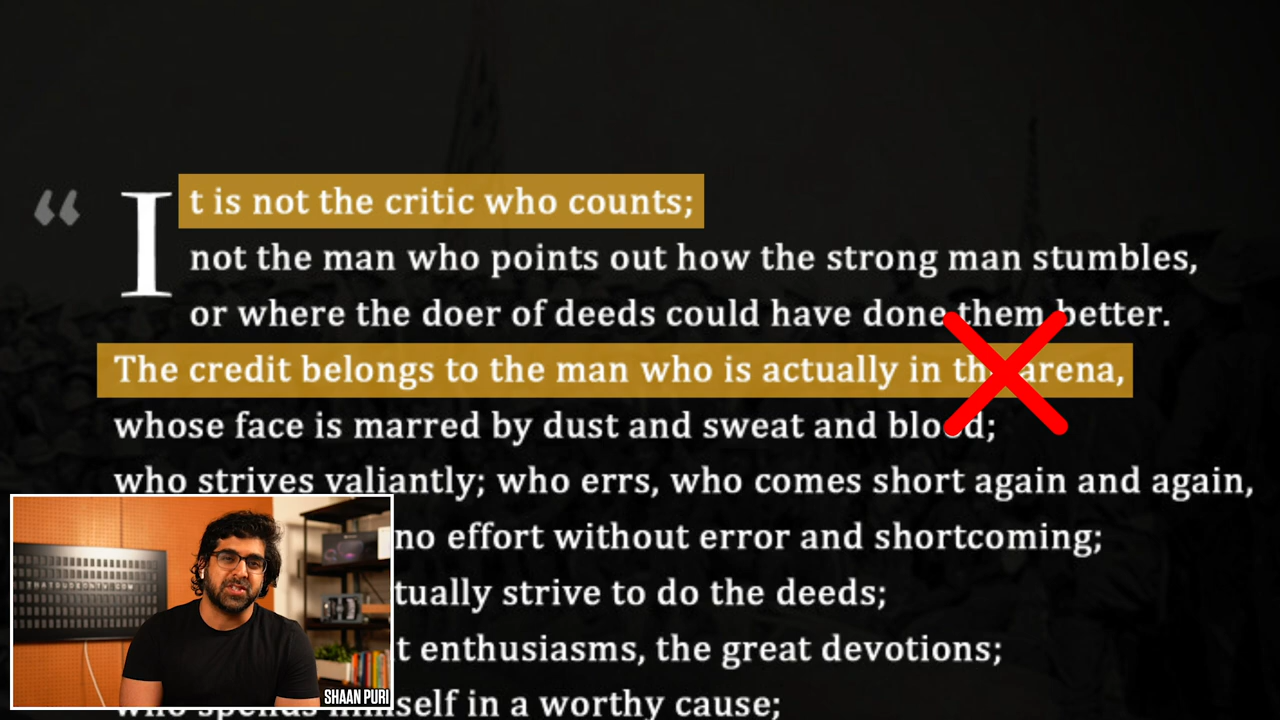 “
It is not the critic who counts;
not the man who points out how the strong man stumbles,
or where the doer of deeds could have done them better.
The credit belongs to the man who is actually in arena,
whose face is marred by dust and sweat and blood;
who strives valiantly; who errs, who comes short again and again,
no effort without error and shortcoming;
strive to do the deeds;
enthusiasms, the great devotions;
who spends himself in a worthy cause;
SHAAN PURI